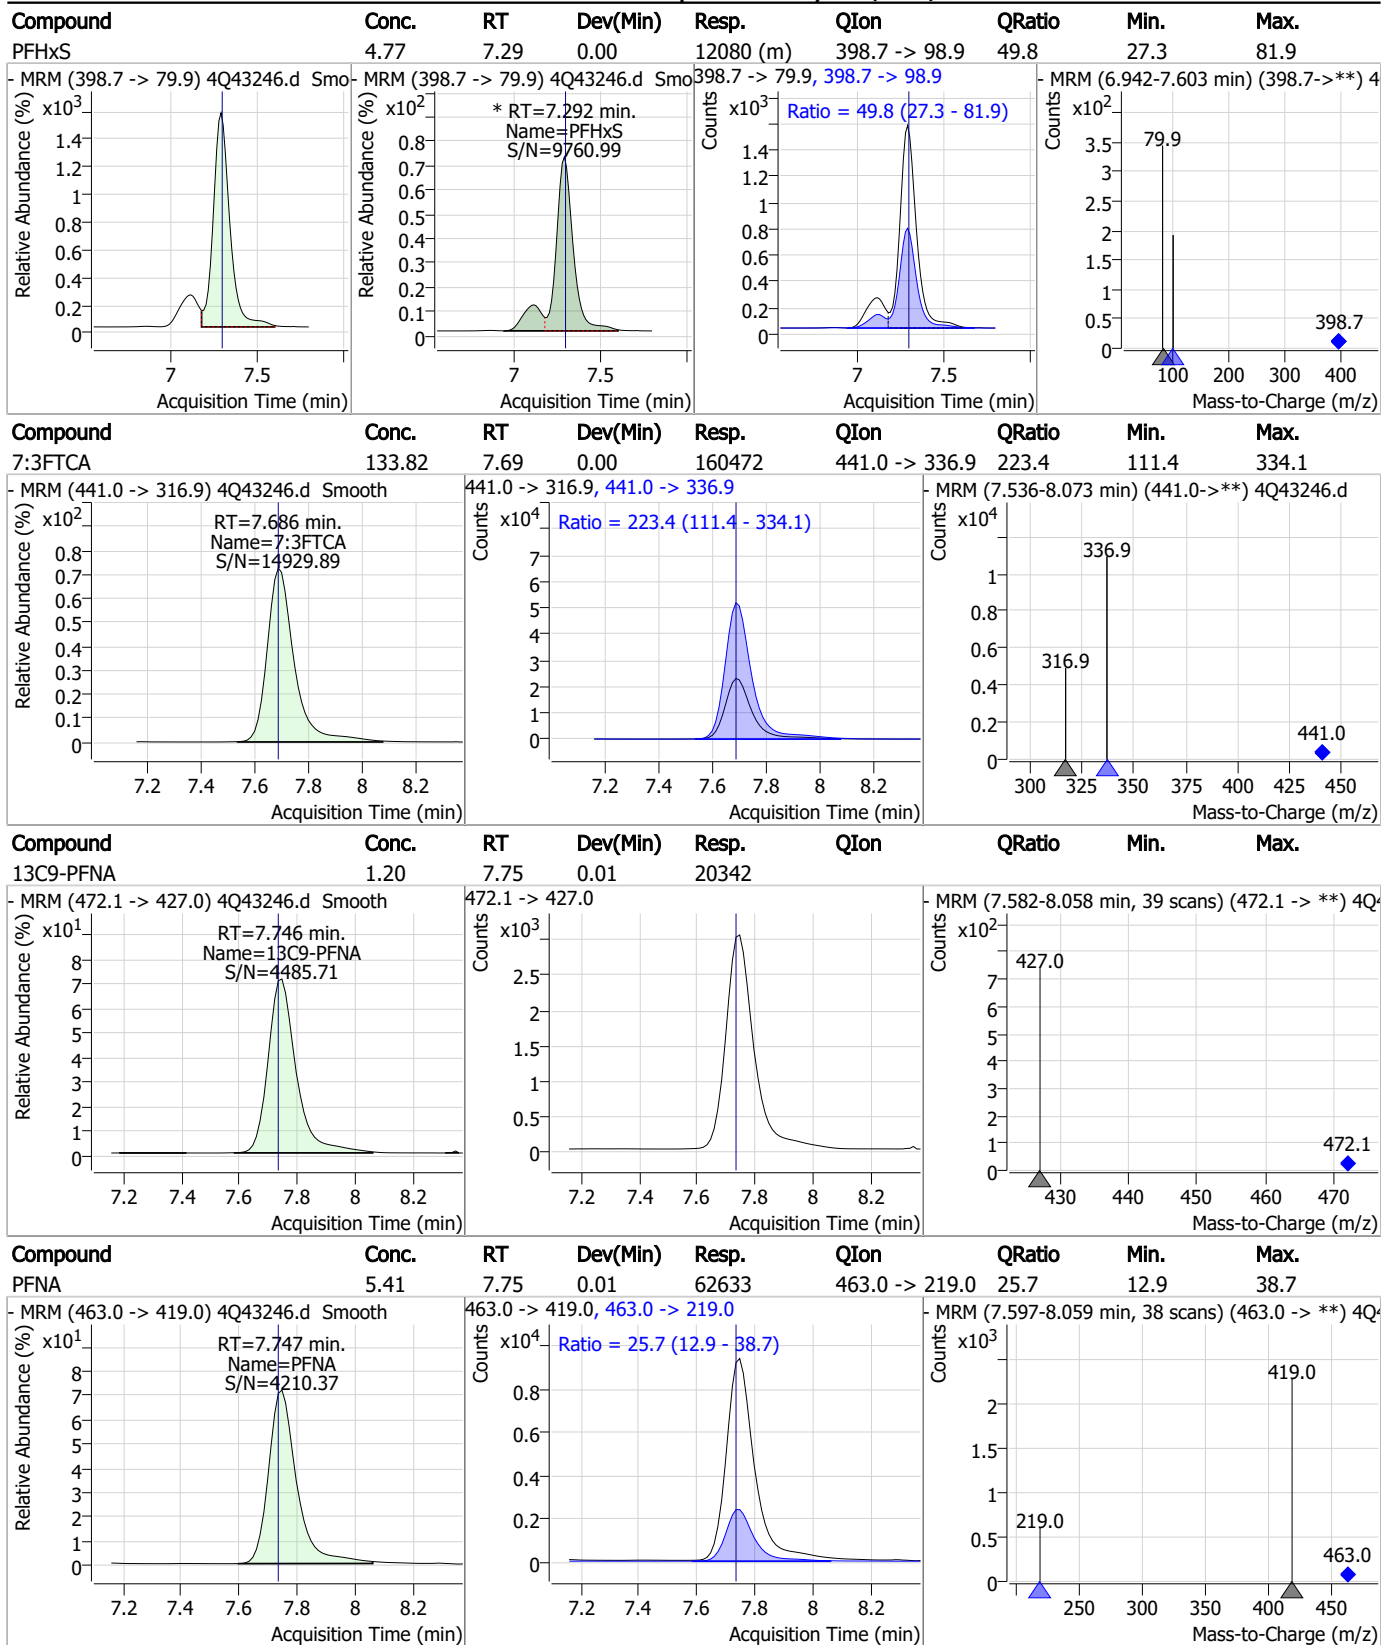 Compound Conc. RT Dev(Min) Resp. QIon QRatio Min. Max.
PFHxS 4.77 7.29 0.00 12080 (m) 398.7 -> 98.9 49.8 27.3 81.9
- MRM (398.7 -> 79.9) 4Q43246.d Smo
- MRM (398.7 -> 79.9) 4Q43246.d Smo
398.7 -> 79.9, 398.7 -> 98.9
- MRM (6.942-7.603 min) (398.7->**) 4
Relative Abundance (%)
x10³
1.4
1.2
1
0.8
0.6
0.4
0.2
0
7 7.5
Acquisition Time (min)
Relative Abundance (%)
x10²
* RT=7.292 min.
Name=PFHxS
S/N=9760.99
0.8
0.7
0.6
0.5
0.4
0.3
0.2
0.1
0
7 7.5
Acquisition Time (min)
Counts
x10³
Ratio = 49.8 (27.3 - 81.9)
1.4
1.2
1
0.8
0.6
0.4
0.2
0
7 7.5
Acquisition Time (min)
Counts
x10²
79.9
3.5
3
2.5
2
1.5
1
0.5
0
398.7
100 200 300 400
Mass-to-Charge (m/z)
Compound Conc. RT Dev(Min) Resp. QIon QRatio Min. Max.
7:3FTCA 133.82 7.69 0.00 160472 441.0 -> 336.9 223.4 111.4 334.1
- MRM (441.0 -> 316.9) 4Q43246.d Smooth
441.0 -> 316.9, 441.0 -> 336.9
- MRM (7.536-8.073 min) (441.0->**) 4Q43246.d
Relative Abundance (%)
x10²
RT=7.686 min.
Name=7:3FTCA
S/N=14929.89
0.8
0.7
0.6
0.5
0.4
0.3
0.2
0.1
0
7.2 7.4 7.6 7.8 8 8.2
Acquisition Time (min)
Counts
x10⁴
Ratio = 223.4 (111.4 - 334.1)
7
6
5
4
3
2
1
0
7.2 7.4 7.6 7.8 8 8.2
Acquisition Time (min)
Counts
x10⁴
336.9
1
0.8
0.6
316.9
0.4
0.2
0
441.0
300 325 350 375 400 425 450
Mass-to-Charge (m/z)
Compound Conc. RT Dev(Min) Resp. QIon QRatio Min. Max.
13C9-PFNA 1.20 7.75 0.01 20342
- MRM (472.1 -> 427.0) 4Q43246.d Smooth
472.1 -> 427.0
- MRM (7.582-8.058 min, 39 scans) (472.1 -> **) 4Q4
Relative Abundance (%)
x10¹
RT=7.746 min.
Name=13C9-PFNA
S/N=4485.71
8
7
6
5
4
3
2
1
0
7.2 7.4 7.6 7.8 8 8.2
Acquisition Time (min)
Counts
x10³
2.5
2
1.5
1
0.5
0
7.2 7.4 7.6 7.8 8 8.2
Acquisition Time (min)
Counts
x10²
427.0
7
6
5
4
3
2
1
0
472.1
430 440 450 460 470
Mass-to-Charge (m/z)
Compound Conc. RT Dev(Min) Resp. QIon QRatio Min. Max.
PFNA 5.41 7.75 0.01 62633 463.0 -> 219.0 25.7 12.9 38.7
- MRM (463.0 -> 419.0) 4Q43246.d Smooth
463.0 -> 419.0, 463.0 -> 219.0
- MRM (7.597-8.059 min, 38 scans) (463.0 -> **) 4Q4
Relative Abundance (%)
x10¹
RT=7.747 min.
Name=PFNA
S/N=4210.37
8
7
6
5
4
3
2
1
0
7.2 7.4 7.6 7.8 8 8.2
Acquisition Time (min)
Counts
x10⁴
Ratio = 25.7 (12.9 - 38.7)
0.8
0.6
0.4
0.2
0
7.2 7.4 7.6 7.8 8 8.2
Acquisition Time (min)
Counts
x10³
419.0
2
1.5
1
219.0
0.5
0
463.0
250 300 350 400 450
Mass-to-Charge (m/z)